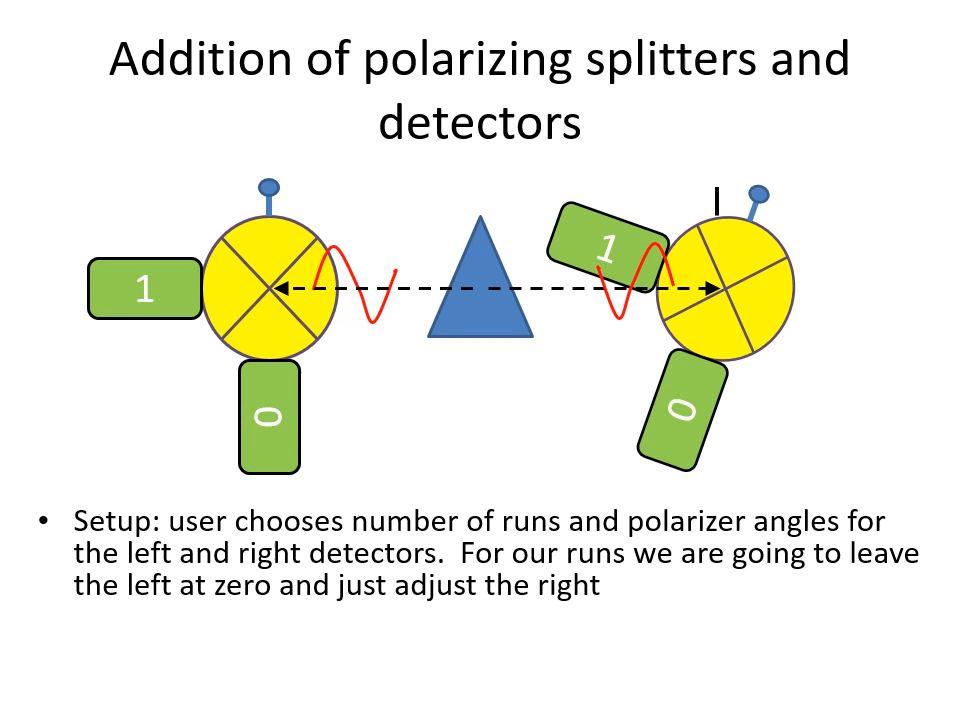 Addition of polarizing splitters and
detectors
1
0
1
0
• Setup: user chooses number of runs and polarizer angles for
the left and right detectors.  For our runs we are going to leave
the left at zero and just adjust the right